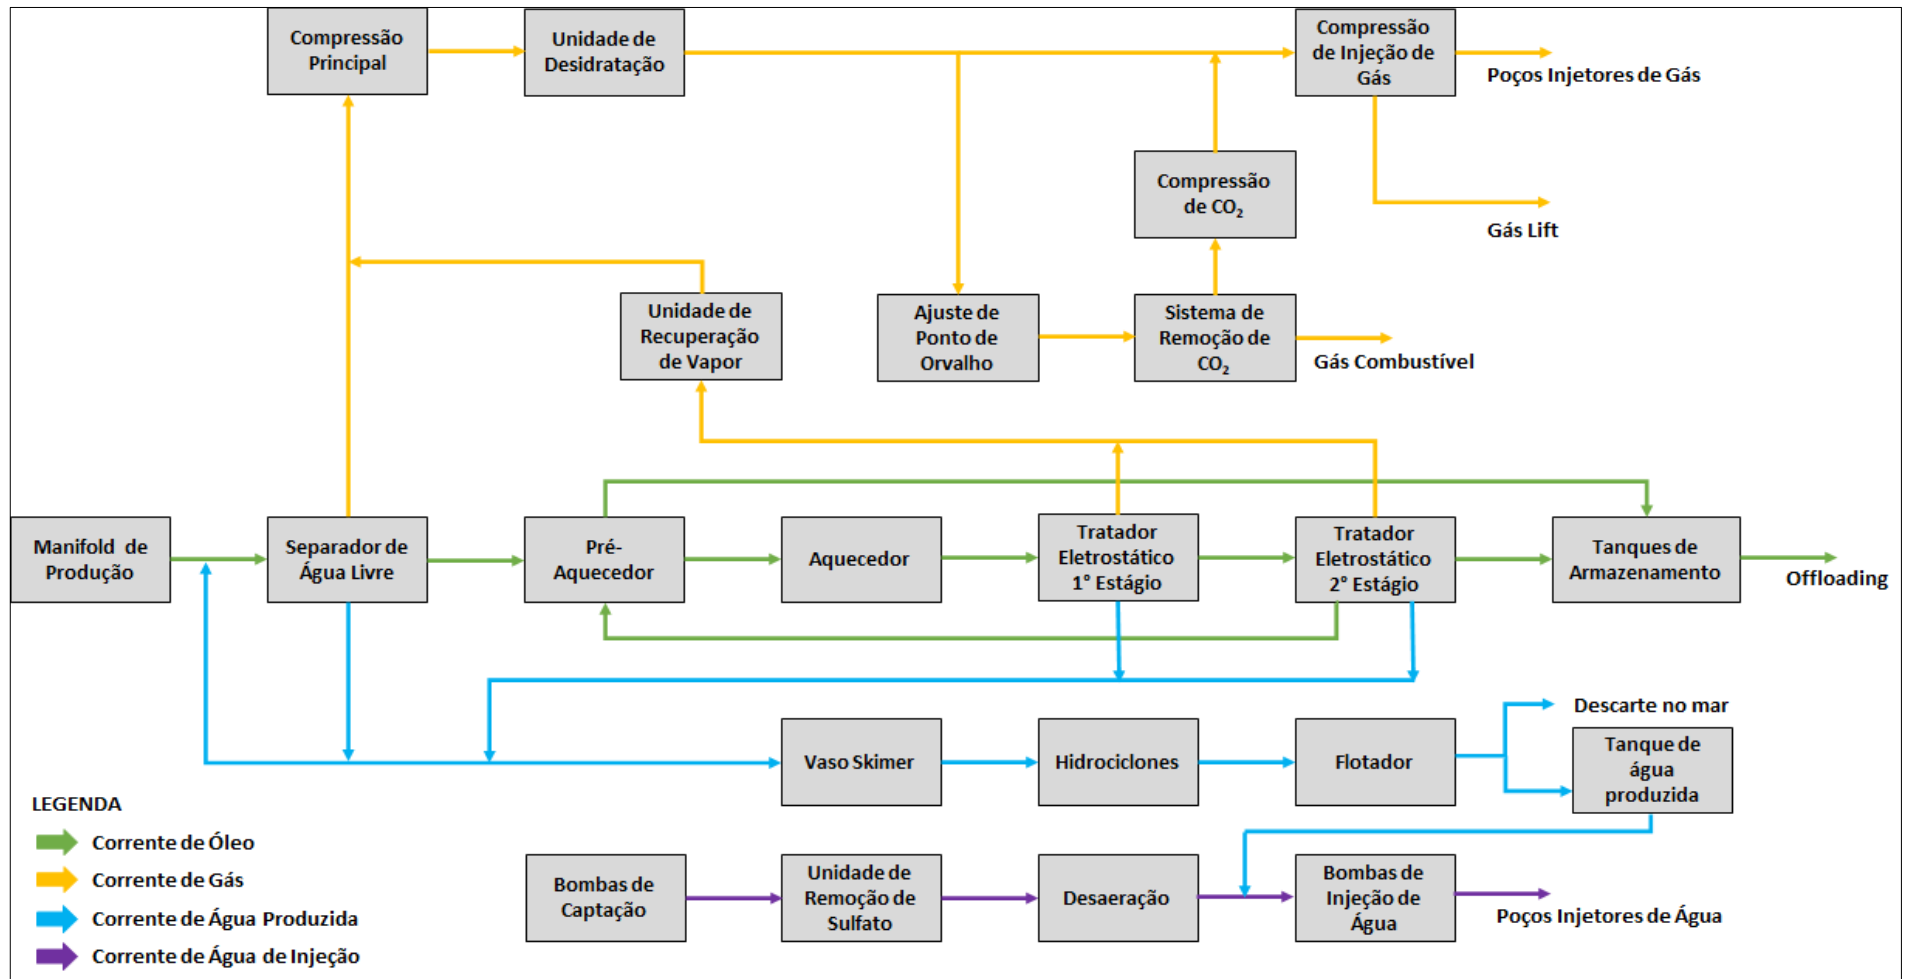 Compressão
Principal
Unidade de
Desidratação
Compressão
de Injeção de
Gás
Poços Injetores de Gás
Compressão
de CO₂
Gás Lift
Unidade de
Recuperação
de Vapor
Ajuste de
Ponto de
Orvalho
Sistema de
Remoção de
CO₂
Gás Combustível
Manifold de
Produção
Separador de
Água Livre
Pré-
Aquecedor
Aquecedor
Tratador
Eletrostático
1° Estágio
Tratador
Eletrostático
2° Estágio
Tanques de
Armazenamento
Offloading
Vaso Skimer
Hidrociclones
Flotador
Descarte no mar
Tanque de
água
produzida
LEGENDA
Corrente de Óleo
Corrente de Gás
Corrente de Água Produzida
Corrente de Água de Injeção
Bombas de
Captação
Unidade de
Remoção de
Sulfato
Desaeração
Bombas de
Injeção de
Água
Poços Injetores de Água